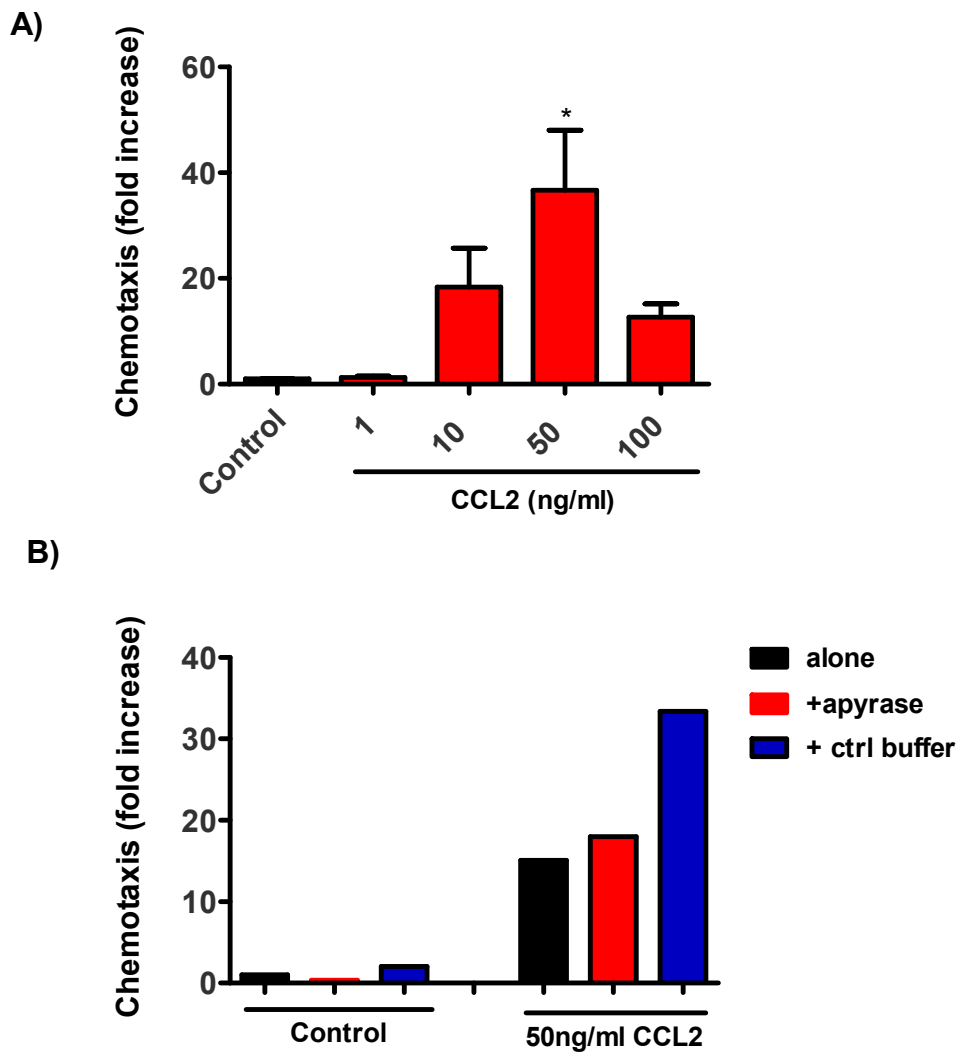 A)
Chemotaxis (fold increase)
60
40
20
0
*
Control
1
10
50
100
CCL2 (ng/ml)
B)
Chemotaxis (fold increase)
40
30
20
10
0
Control
50ng/ml CCL2
alone
+apyrase
+ ctrl buffer